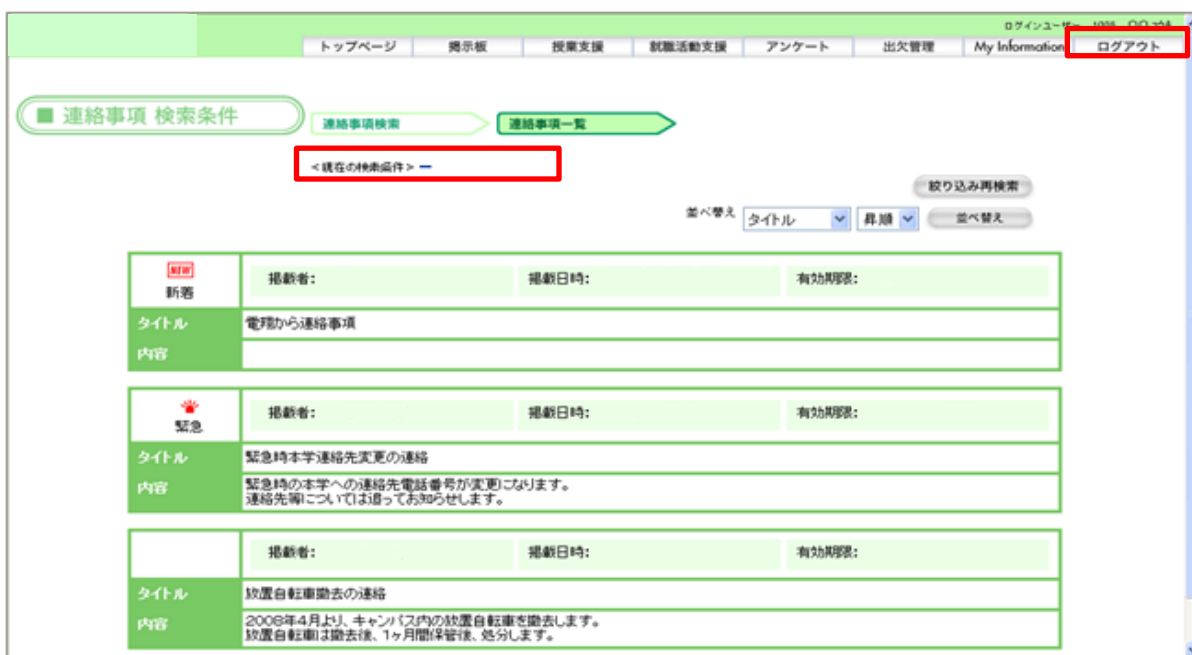 ログインユーザー
トップページ 掲示板 授業支援 就職活動支援 アンケート 出欠管理 My Information ログアウト
■ 連絡事項 検索条件
連絡事項検索 連絡事項一覧
<現在の検索条件> ー
絞り込み再検索
並べ替え タイトル 昇順 並べ替え
NEW
新着
掲載者: 掲載日時: 有効期限:
タイトル 電翔から連絡事項
内容
緊急
掲載者: 掲載日時: 有効期限:
タイトル 緊急時本学連絡先変更の連絡
内容 緊急時の本学への連絡先電話番号が変更になります。
連絡先等については追ってお知らせします。
掲載者: 掲載日時: 有効期限:
タイトル 放置自転車撤去の連絡
内容 2008年4月より、キャンパス内の放置自転車を撤去します。
放置自転車は撤去後、1ヶ月間保管後、処分します。